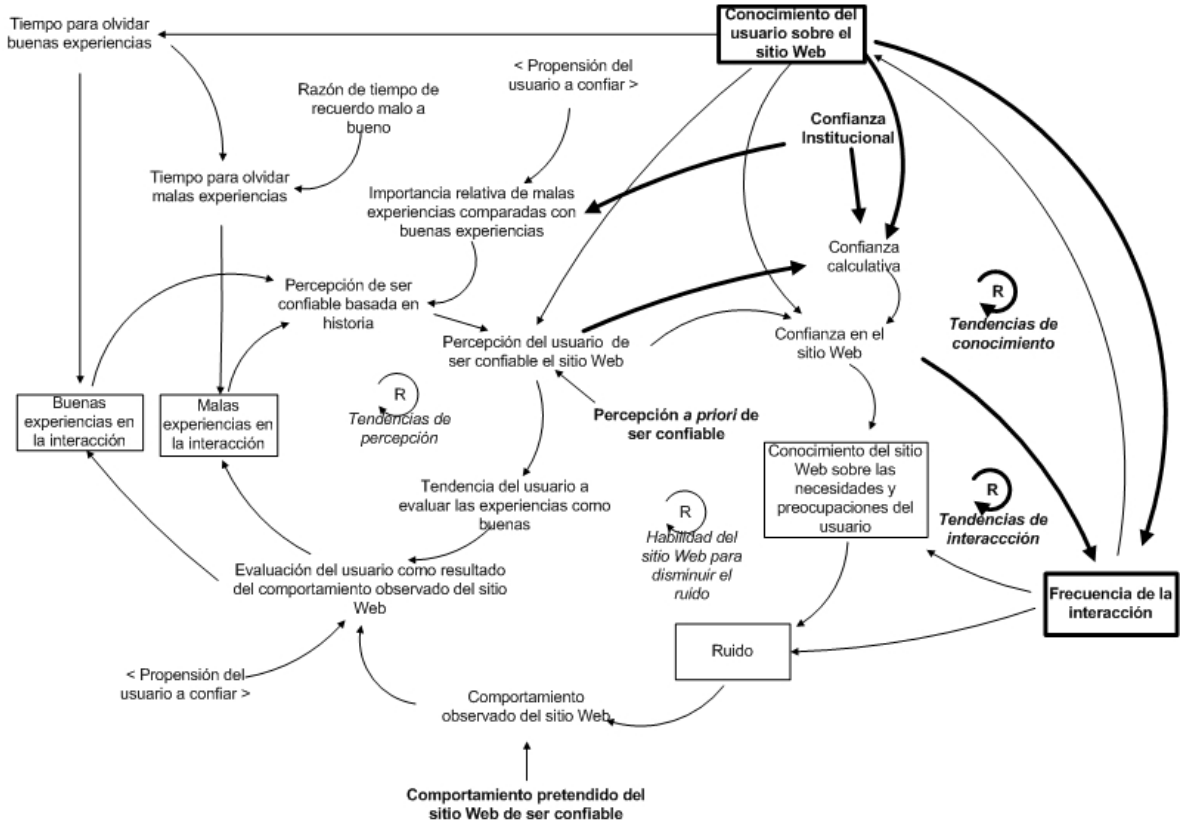 Tiempo para olvidar
buenas experiencias
Conocimiento del
usuario sobre el
sitio Web
< Propensión del
usuario a confiar >
Razón de tiempo de
recuerdo malo a
bueno
Confianza
Institucional
Tiempo para olvidar
malas experiencias
Importancia relativa de malas
experiencias comparadas con
buenas experiencias
Confianza
calculativa
Percepción de ser
confiable basada en
historia
Percepción del usuario de
ser confiable el sitio Web
Confianza en el
sitio Web
R
Tendencias de
conocimiento
Buenas
experiencias en
la interacción
Malas
experiencias en
la interacción
R
Tendencias de
percepción
Percepción a priori de
ser confiable
Conocimiento del sitio
Web sobre las
necesidades y
preocupaciones del
usuario
R
Tendencias de
interaccción
Tendencia del usuario a
evaluar las experiencias como
buenas
R
Habilidad del
sitio Web para
disminuir el
ruido
Evaluación del usuario como resultado
del comportamiento observado del sitio
Web
Frecuencia de la
interacción
Ruido
< Propensión del
usuario a confiar >
Comportamiento
observado del sitio Web
Comportamiento pretendido del
sitio Web de ser confiable